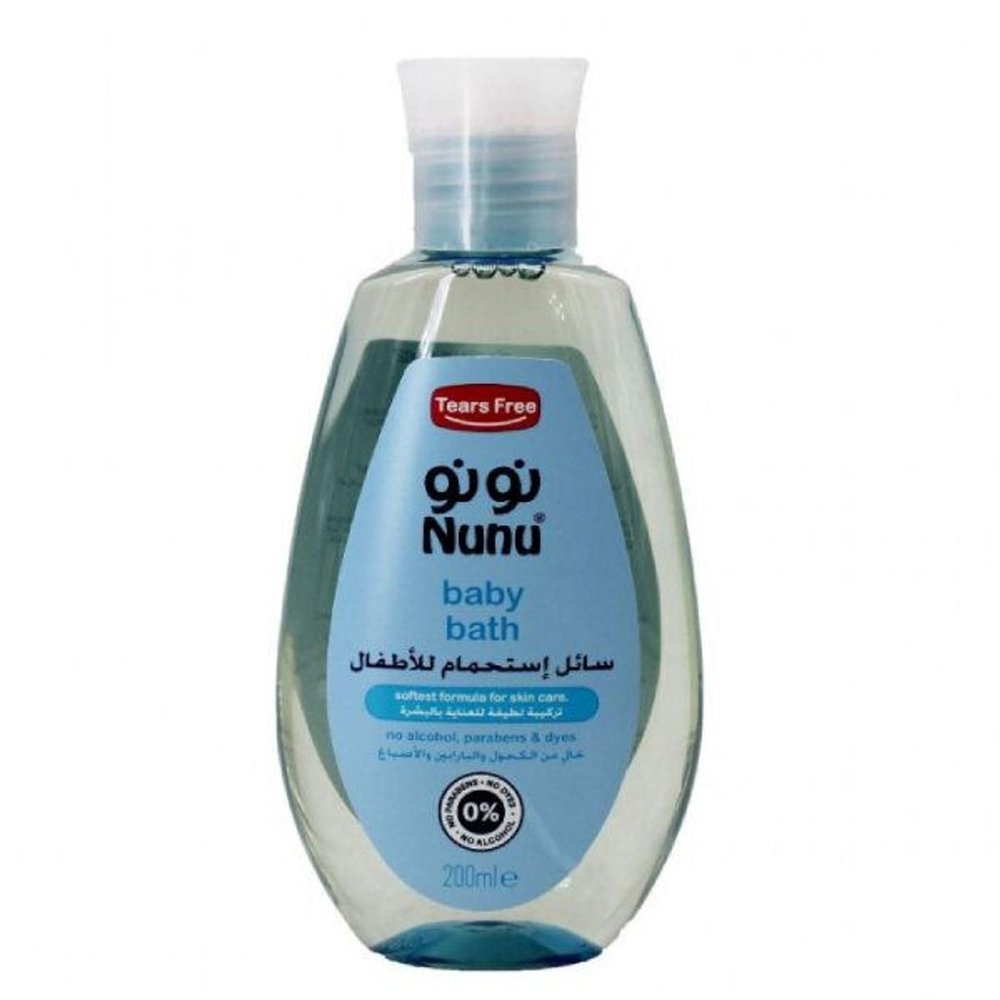 Tears Free
نونو
Nunu®
baby
bath
سائل إستحمام للأطفال
softest formula for skin care.
تركيبة لطيفة للعناية بالبشرة
no alcohol, parabens & dyes
خال من الكحول والبارابين والأصباغ
NO PARABENS • NO DYES • NO ALCOHOL •
0%
200ml e